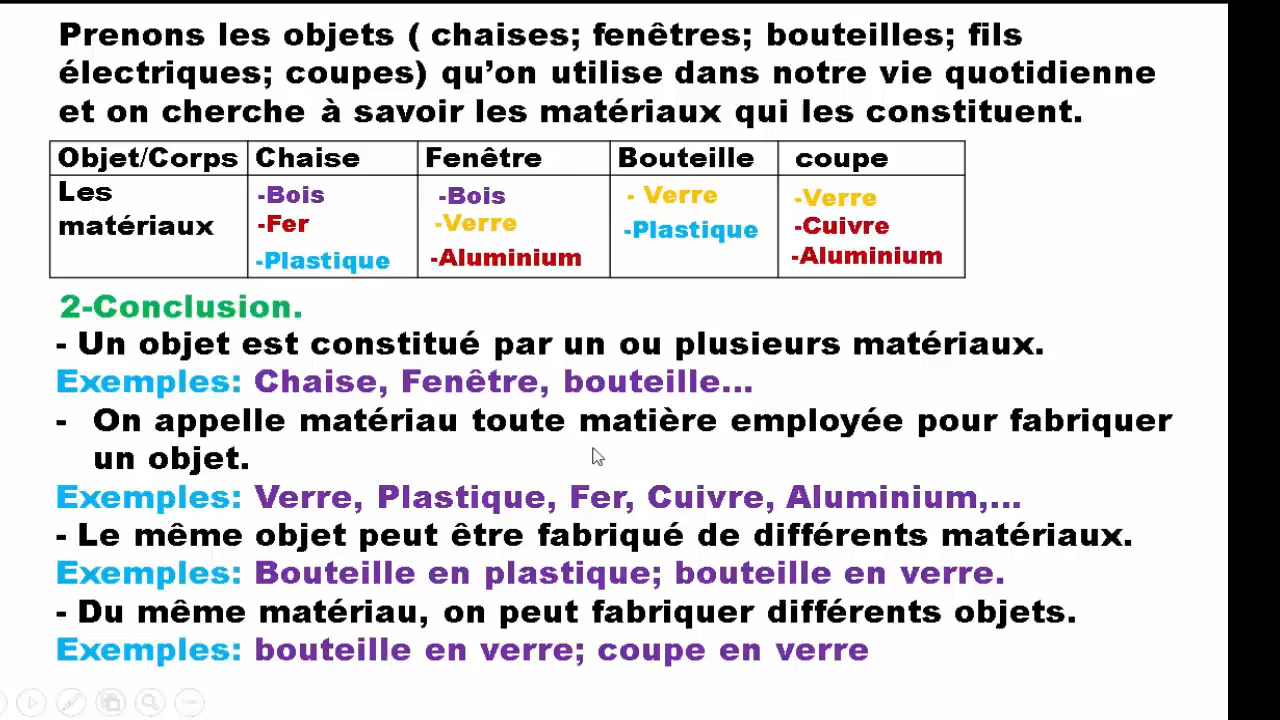 Prenons les objets ( chaises; fenêtres; bouteilles; fils
électriques; coupes) qu’on utilise dans notre vie quotidienne
et on cherche à savoir les matériaux qui les constituent.
Objet/Corps Chaise Fenêtre Bouteille coupe
Les matériaux
-Bois
-Fer
-Plastique
-Bois
-Verre
-Aluminium
- Verre
-Plastique
-Verre
-Cuivre
-Aluminium
2-Conclusion.
- Un objet est constitué par un ou plusieurs matériaux.
Exemples: Chaise, Fenêtre, bouteille...
- On appelle matériau toute matière employée pour fabriquer
un objet.
Exemples: Verre, Plastique, Fer, Cuivre, Aluminium,...
- Le même objet peut être fabriqué de différents matériaux.
Exemples: Bouteille en plastique; bouteille en verre.
- Du même matériau, on peut fabriquer différents objets.
Exemples: bouteille en verre; coupe en verre